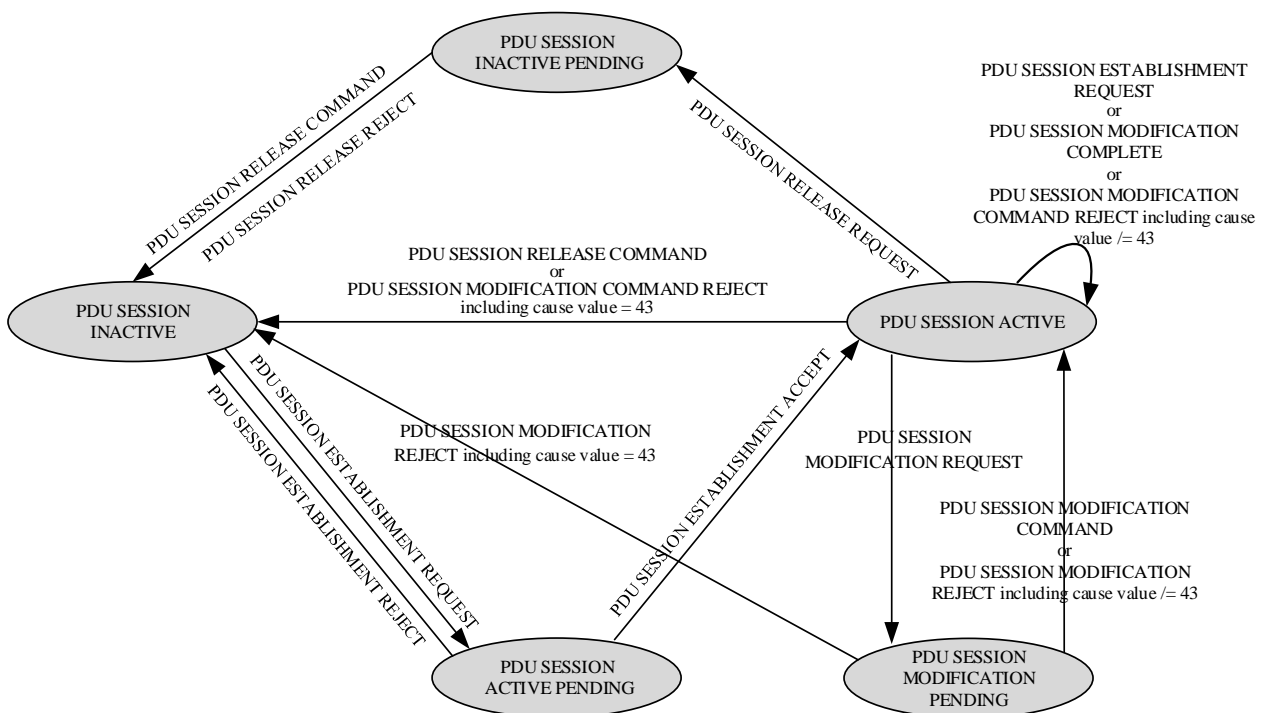 PDU SESSION
INACTIVE PENDING
PDU SESSION ESTABLISHMENT
REQUEST
or
PDU SESSION MODIFICATION
COMPLETE
or
PDU SESSION MODIFICATION
COMMAND REJECT including cause
value /= 43
PDU SESSION RELEASE COMMAND
PDU SESSION RELEASE REJECT
PDU SESSION RELEASE REQUEST
PDU SESSION RELEASE COMMAND
or
PDU SESSION MODIFICATION COMMAND REJECT
including cause value = 43
PDU SESSION
INACTIVE
PDU SESSION ACTIVE
PDU SESSION ESTABLISHMENT REQUEST
PDU SESSION ESTABLISHMENT REJECT
PDU SESSION MODIFICATION
REJECT including cause value = 43
PDU SESSION ESTABLISHMENT ACCEPT
PDU SESSION
MODIFICATION REQUEST
PDU SESSION MODIFICATION
COMMAND
or
PDU SESSION MODIFICATION
REJECT including cause value /= 43
PDU SESSION
ACTIVE PENDING
PDU SESSION
MODIFICATION
PENDING